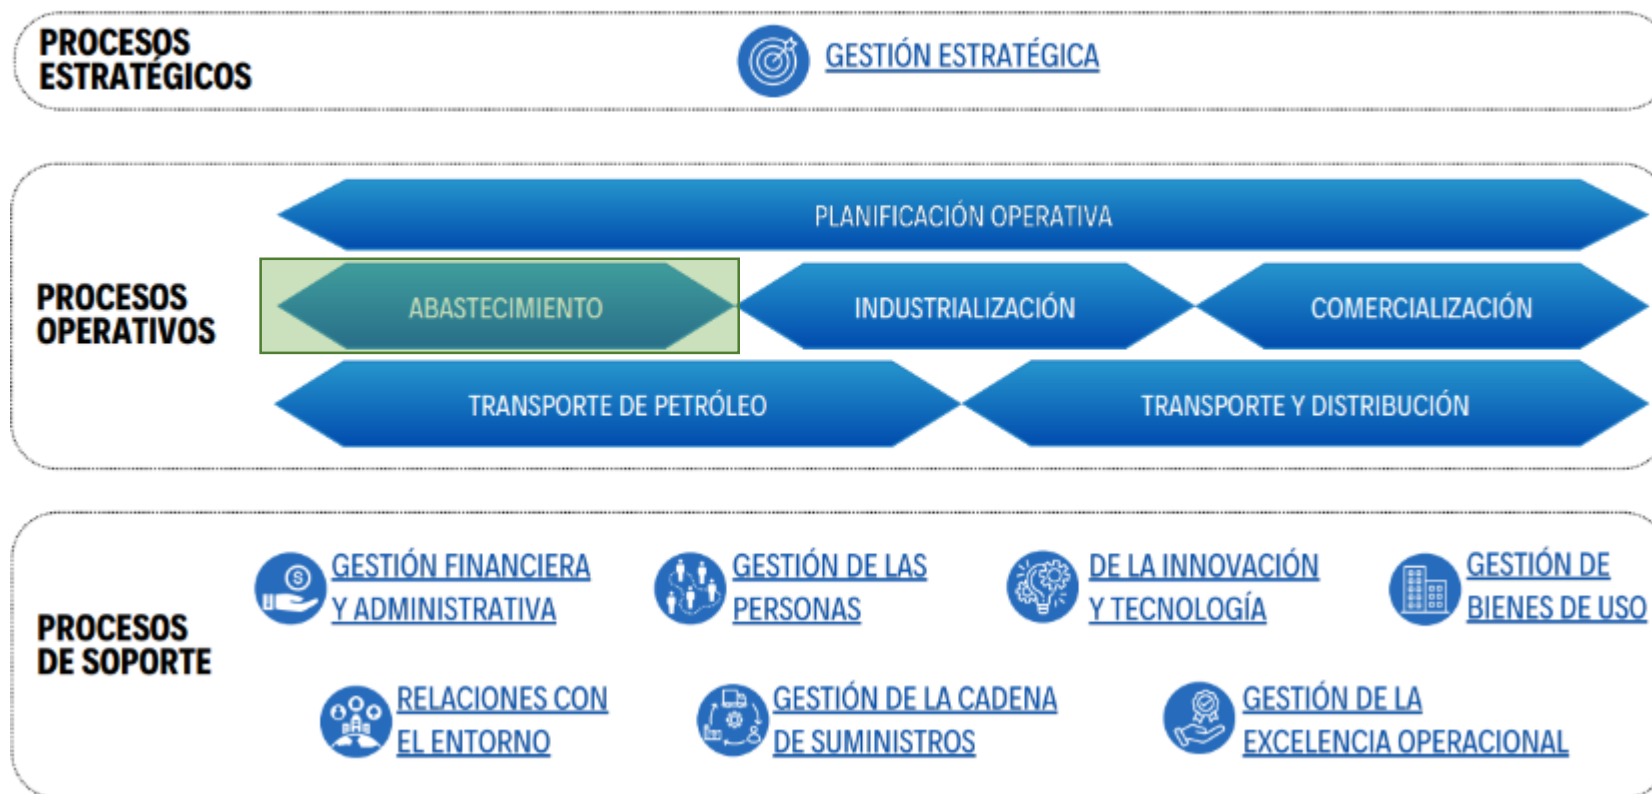 PROCESOS
ESTRATÉGICOS
GESTIÓN ESTRATÉGICA
PROCESOS
OPERATIVOS
PLANIFICACIÓN OPERATIVA
ABASTECIMIENTO
INDUSTRIALIZACIÓN
COMERCIALIZACIÓN
TRANSPORTE DE PETRÓLEO
TRANSPORTE Y DISTRIBUCIÓN
PROCESOS
DE SOPORTE
GESTIÓN FINANCIERA
Y ADMINISTRATIVA
GESTIÓN DE LAS
PERSONAS
DE LA INNOVACIÓN
Y TECNOLOGÍA
GESTIÓN DE
BIENES DE USO
RELACIONES CON
EL ENTORNO
GESTIÓN DE LA CADENA
DE SUMINISTROS
GESTIÓN DE LA
EXCELENCIA OPERACIONAL